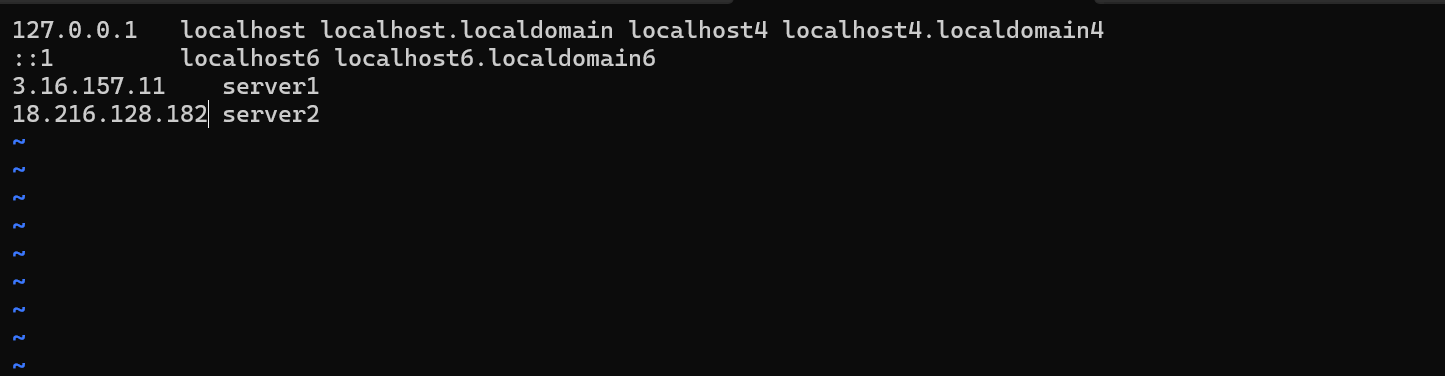 127.0.0.1   localhost localhost.localdomain localhost4 localhost4.localdomain4
::1         localhost6 localhost6.localdomain6
3.16.157.11    server1
18.216.128.182 server2
~
~
~
~
~
~
~
~
~